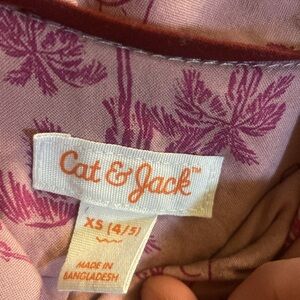 Cat & Jack™
XS (4/5)
MADE IN
BANGLADESH